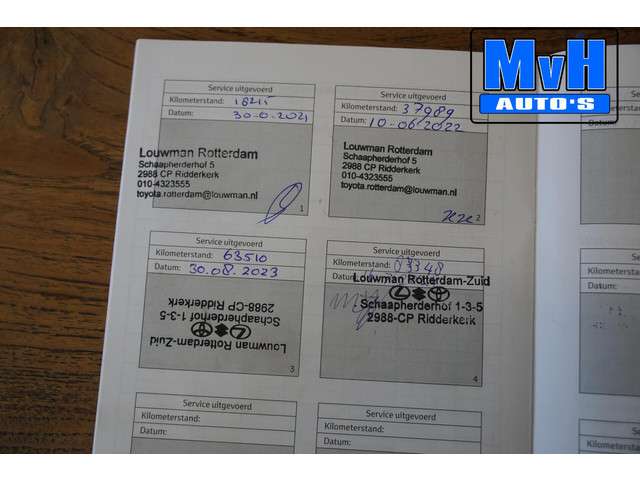 MvH
AUTO'S
Service uitgevoerd
Kilometerstand: 18215
Datum:
Louwman Rotterdam
Schaapherderhof 5
2988 CP Ridderkerk
010-4323555
toyota.rotterdam@louwman.nl
1
Service uitgevoerd
Kilometerstand: 37989
Datum: 10-06-2022
Louwman Rotterdam
Schaapherderhof 5
2988 CP Ridderkerk
010-4323555
toyota.rotterdam@louwman.nl
2
Service uitgevoerd
Kilometerstand: 63510
Datum: 30.08.2023
Louwman Rotterdam-Zuid
Schaapherderhof 1-3-5
2988-CP Ridderkerk
3
Service uitgevoerd
Kilometerstand:
Louwman Rotterdam-Zuid
Schaapherderhof 1-3-5
2988-CP Ridderkerk
4
Service uitgevoerd
Kilometerstand:
Datum:
Service uitgevoerd
Kilometerstand:
Datum:
Datum:
Kilometerstand:
Datum:
Kilometerstand:
Datum: